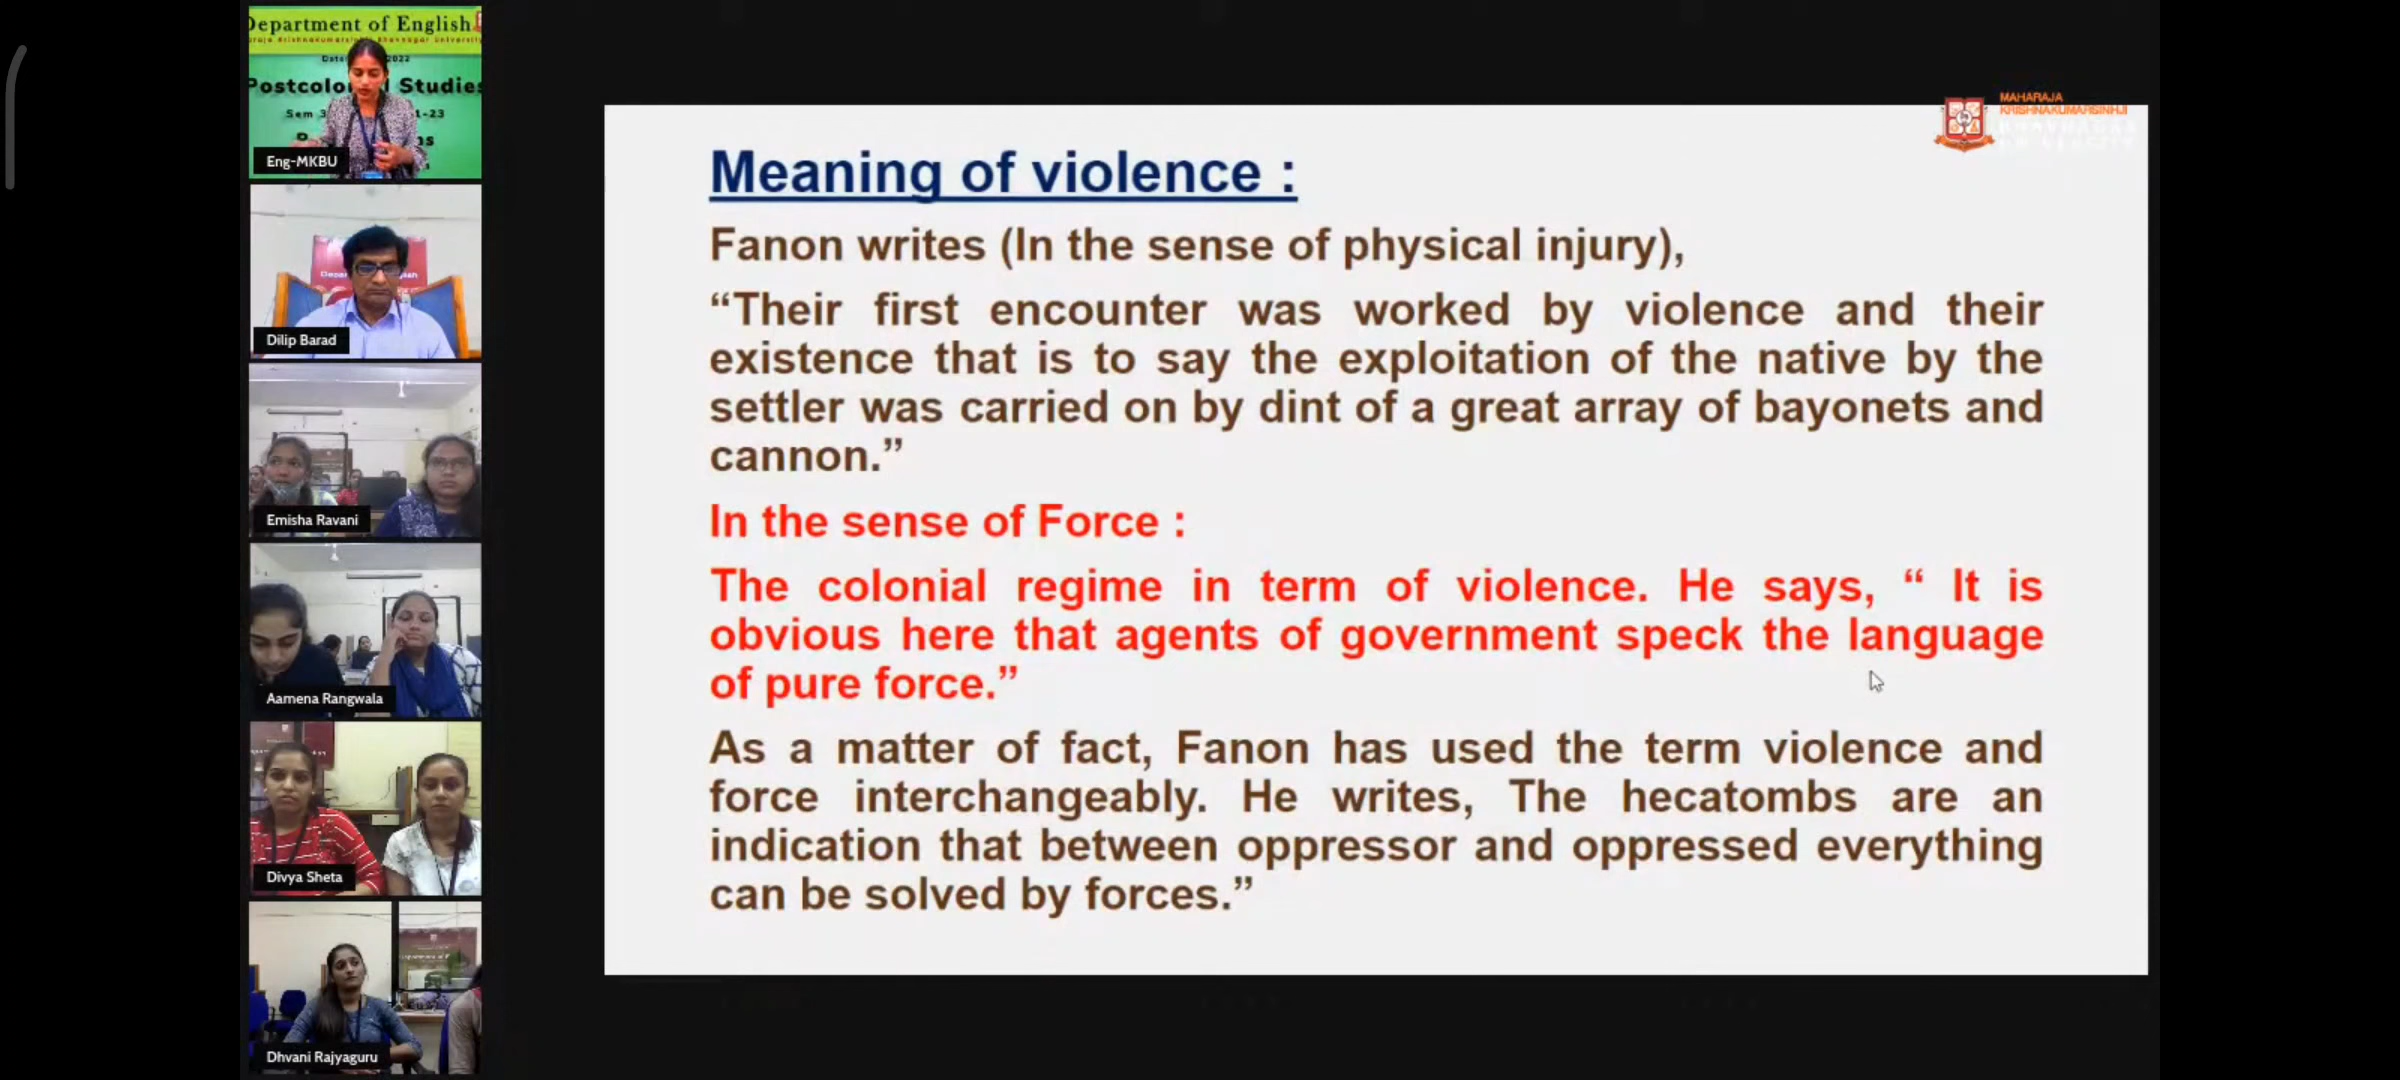 Department of English
2022
Postcolonial Studies
Sem 3
Eng-MKBU
Dilip Barad
Emisha Ravani
Aamena Rangwala
Divya Sheta
Dhvani Rajyaguru
MAHARAJA
KRISHNAKUMARSINHJI
Meaning of violence :
Fanon writes (In the sense of physical injury),
“Their first encounter was worked by violence and their
existence that is to say the exploitation of the native by the
settler was carried on by dint of a great array of bayonets and
cannon.”
In the sense of Force :
The colonial regime in term of violence. He says, “ It is
obvious here that agents of government speck the language
of pure force.”
As a matter of fact, Fanon has used the term violence and
force interchangeably. He writes, The hecatombs are an
indication that between oppressor and oppressed everything
can be solved by forces.”